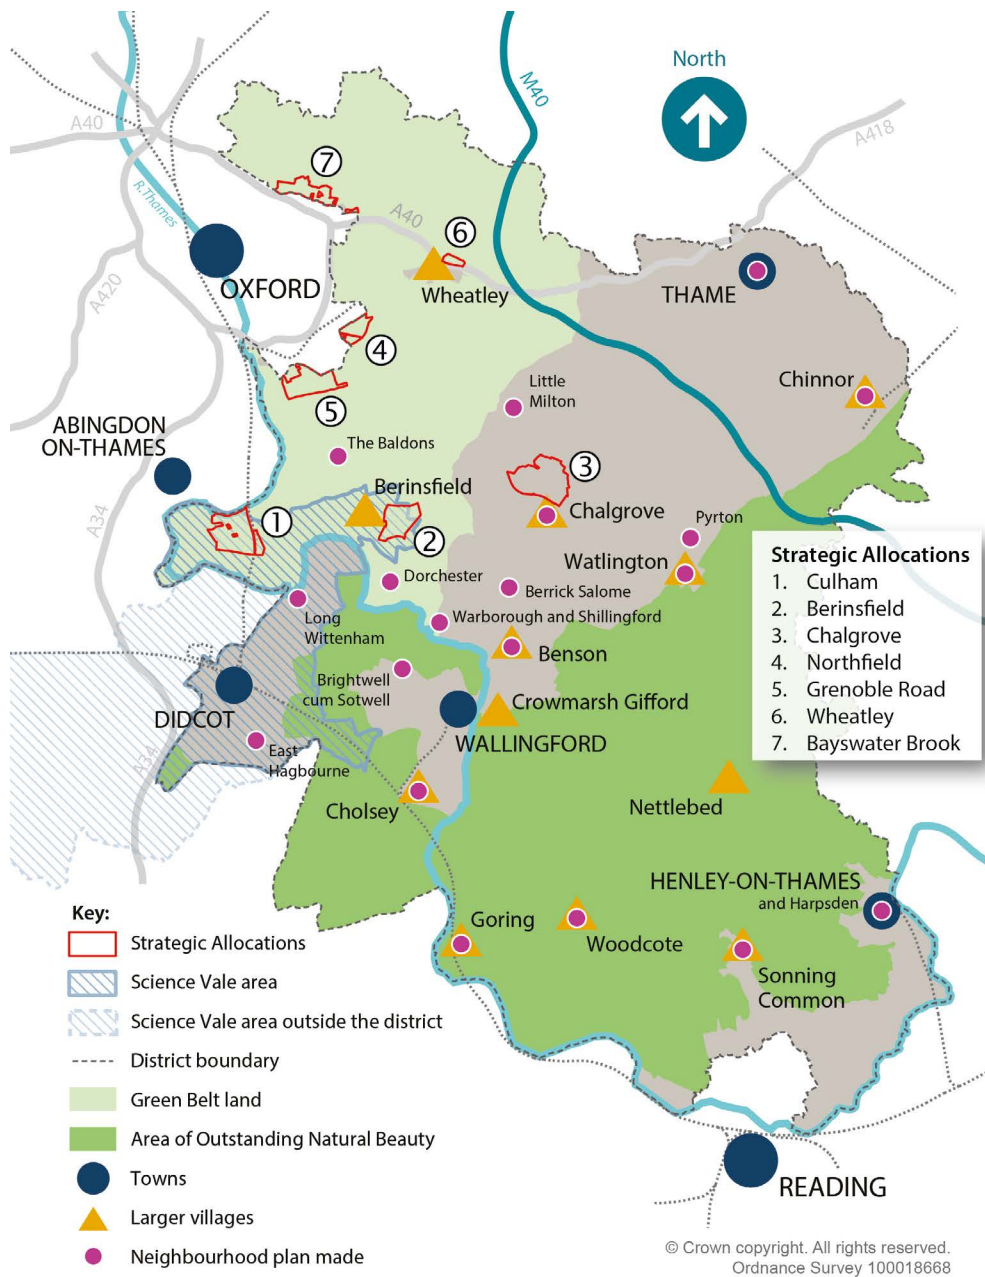 North
M40
A40
A418
R.Thames
⑦
A40
⑥
OXFORD
Wheatley
THAME
A420
④
Chinnor
⑤
Little
Milton
ABINGDON
ON-THAMES
The Baldons
③
Berinsfield
Chalgrove
①
②
A34
Pyrton
Watlington
Strategic Allocations
1. Culham
2. Berinsfield
3. Chalgrove
4. Northfield
5. Grenoble Road
6. Wheatley
7. Bayswater Brook
Dorchester
Berrick Salome
Long
Wittenham
Warborough and Shillingford
Benson
Brightwell
cum Sotwell
Crowmarsh Gifford
DIDCOT
WALLINGFORD
East
Hagbourne
A34
Cholsey
Nettlebed
HENLEY-ON-THAMES
and Harpsden
Goring
Woodcote
Sonning
Common
Key:
Strategic Allocations
Science Vale area
Science Vale area outside the district
District boundary
Green Belt land
Area of Outstanding Natural Beauty
Towns
Larger villages
Neighbourhood plan made
READING
© Crown copyright. All rights reserved.
Ordnance Survey 100018668